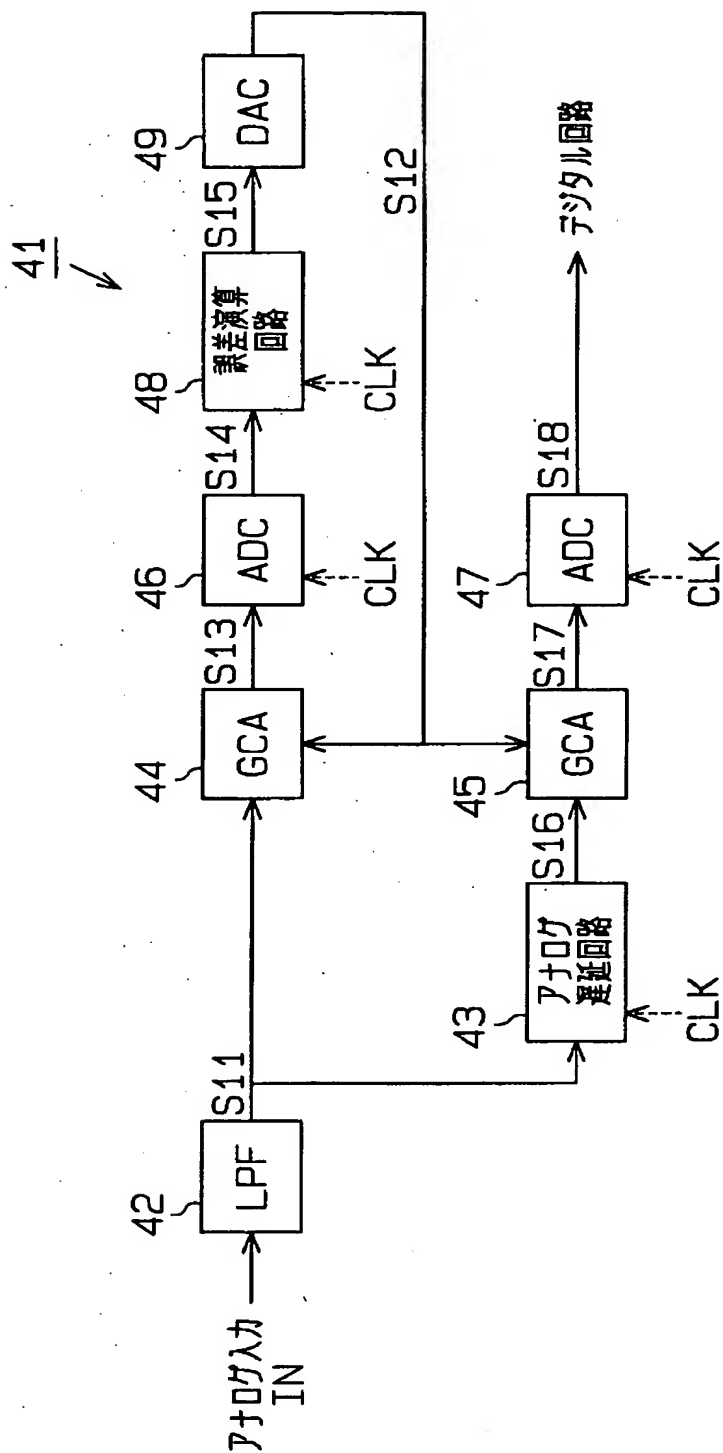 41
アナログ入力
IN
42
LPF
S11
44
GCA
S13
46
ADC
CLK
S14
48
誤差演算
回路
CLK
S15
49
DAC
S12
43
アナログ
遅延回路
CLK
S16
45
GCA
S17
47
ADC
CLK
S18
デジタル回路